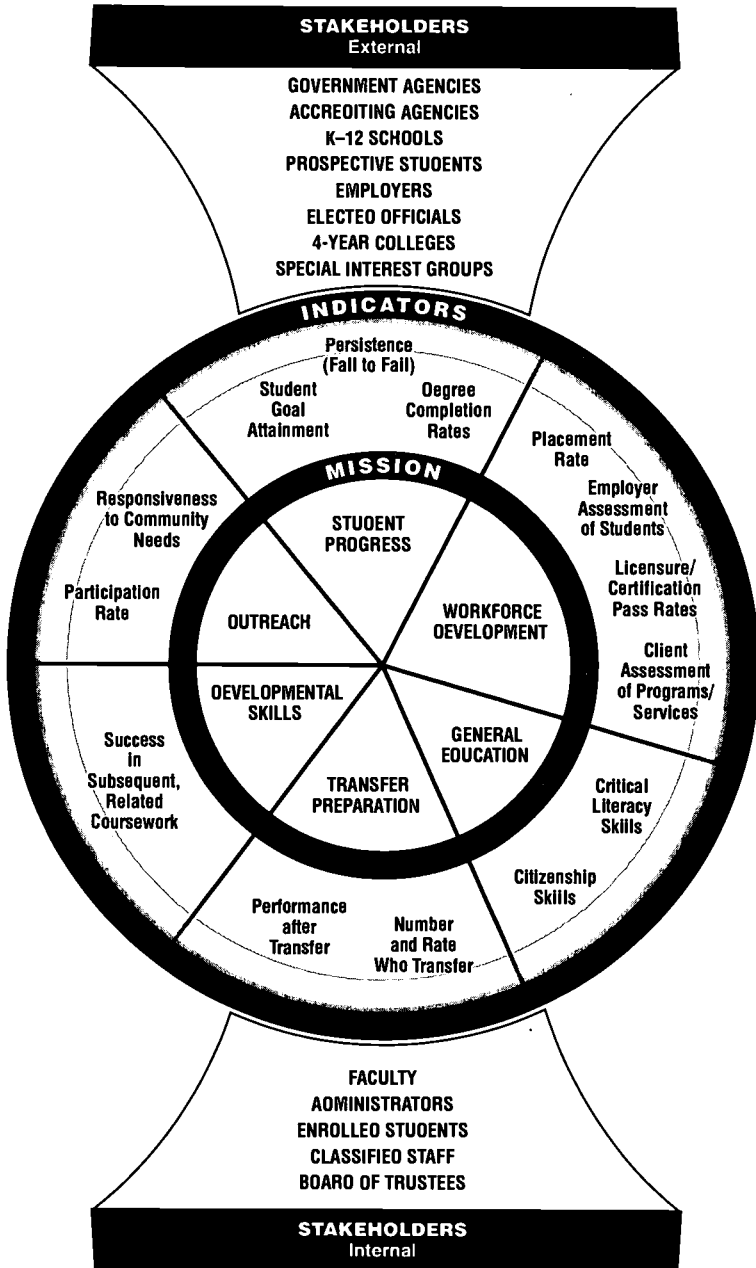 STAKEHOLDERS
External
GOVERNMENT AGENCIES
ACCREOITING AGENCIES
K–12 SCHOOLS
PROSPECTIVE STUOENTS
EMPLOYERS
ELECTEO OFFICIALS
4-YEAR COLLEGES
SPECIAL INTEREST GROUPS
INDICATORS
Persistence
(Fall to Fall)
Student
Goal
Attainment
Oegree
Completion
Rates
Placement
Rate
Employer
Assessment
of Students
Licensure/
Certification
Pass Rates
Client
Assessment
of Programs/
Services
Responsiveness
to Community
Needs
Participation
Rate
MISSION
STUOENT
PROGRESS
WORKFORCE
OEVELOPMENT
OUTREACH
OEVELOPMENTAL
SKILLS
GENERAL
EOUCATION
TRANSFER
PREPARATION
Success
in
Subsequent,
Related
Coursework
Critical
Literacy
Skills
Citizenship
Skills
Performance
after
Transfer
Number
and Rate
Who Transfer
FACULTY
AOMINISTRATORS
ENROLLEO STUOENTS
CLASSIFIEO STAFF
BOARO OF TRUSTEES
STAKEHOLDERS
Internal